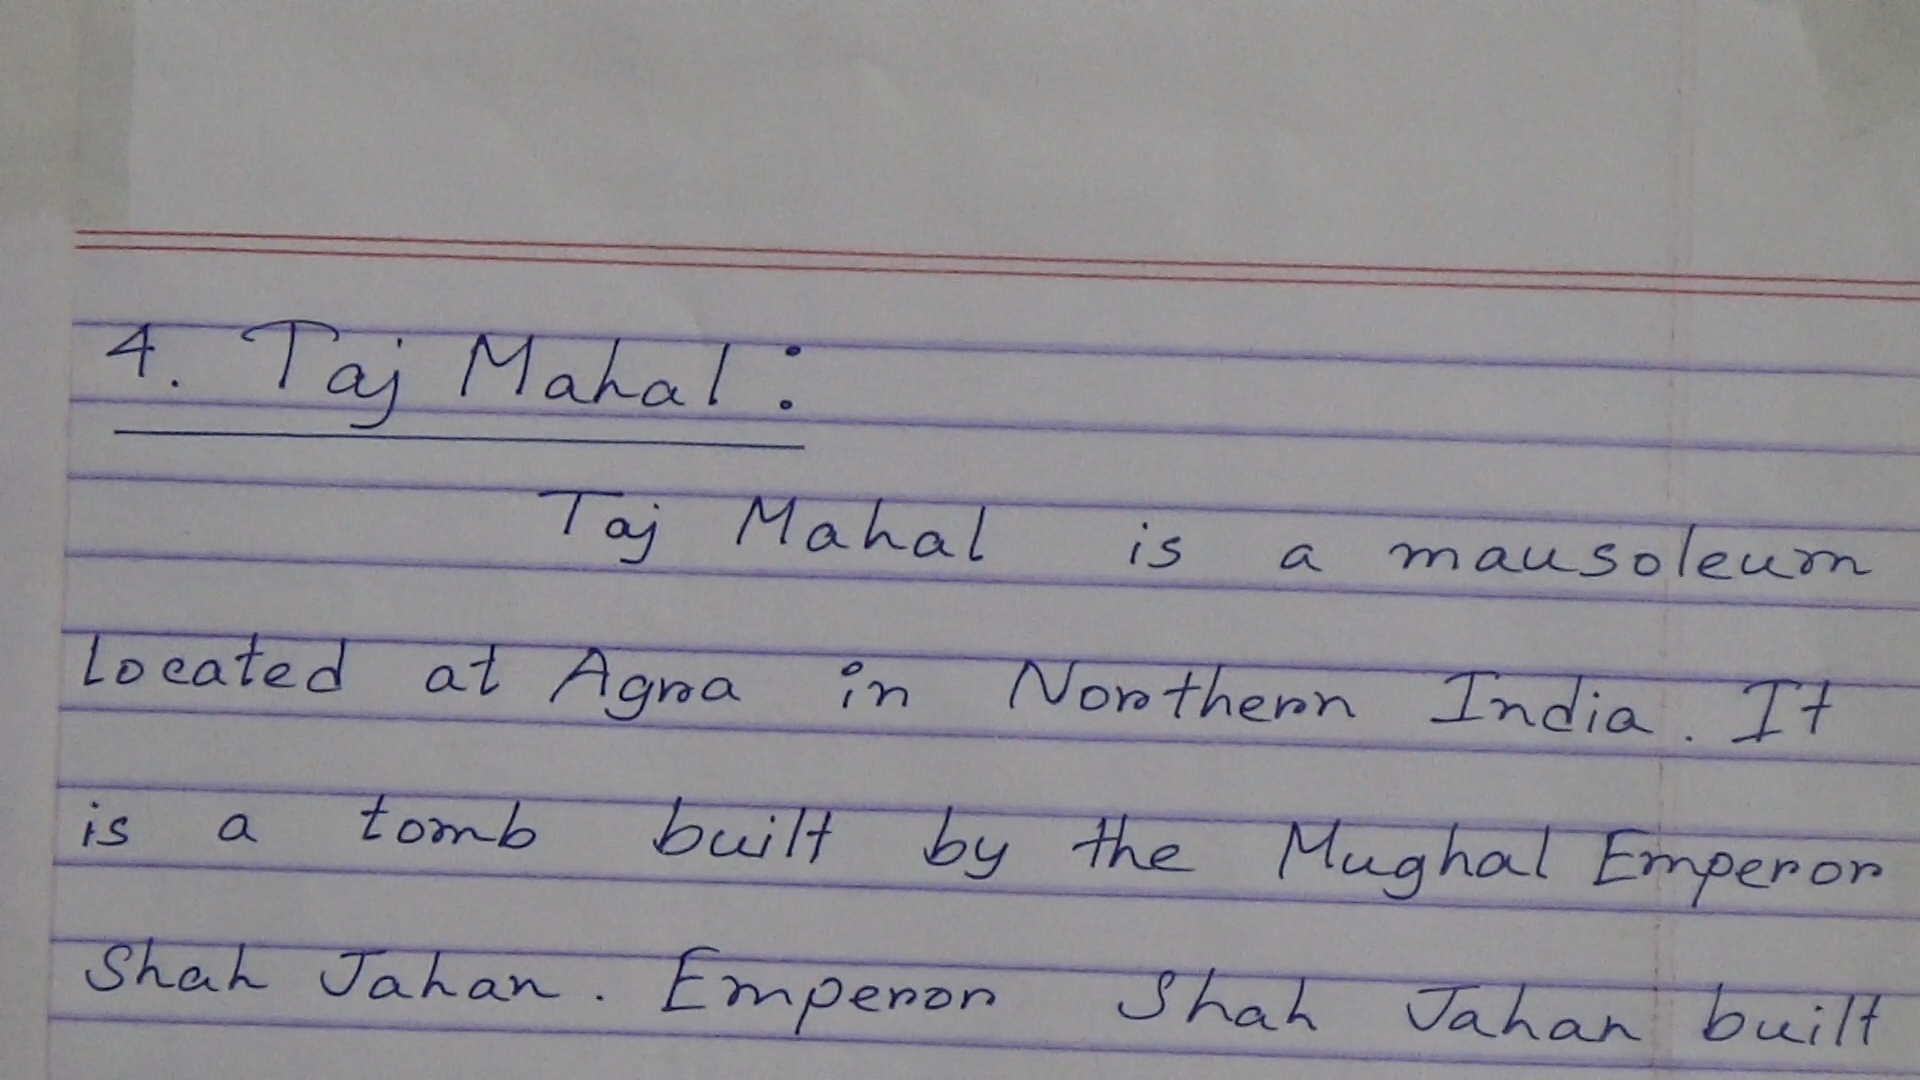 4. Taj Mahal :
Taj Mahal is a mausoleum
located at Agra in Northern India. It
is a tomb built by the Mughal Emperor
Shah Jahan. Emperor Shah Jahan built